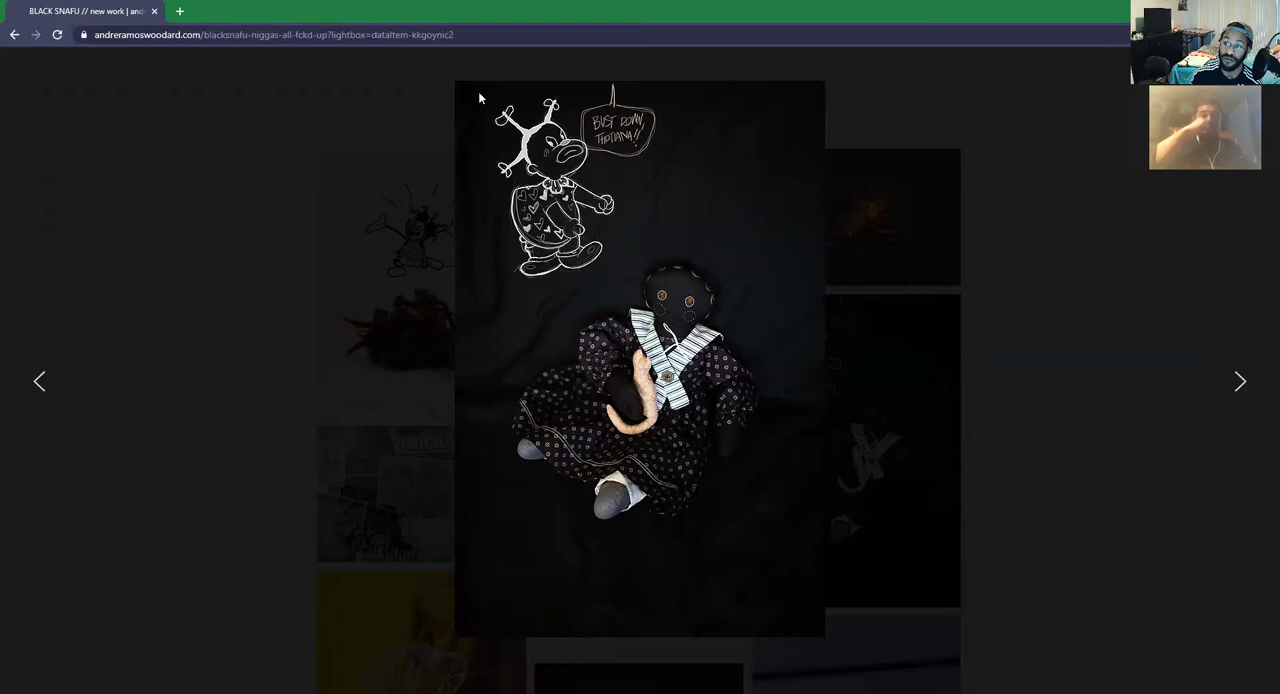 BLACK SNAFU // new work | and
andreramoswoodard.com/blacksnafu-niggas-all-fckd-up?lightbox=dataItem-kkgoynic2
BUST DOWN,
THOTIANA!!